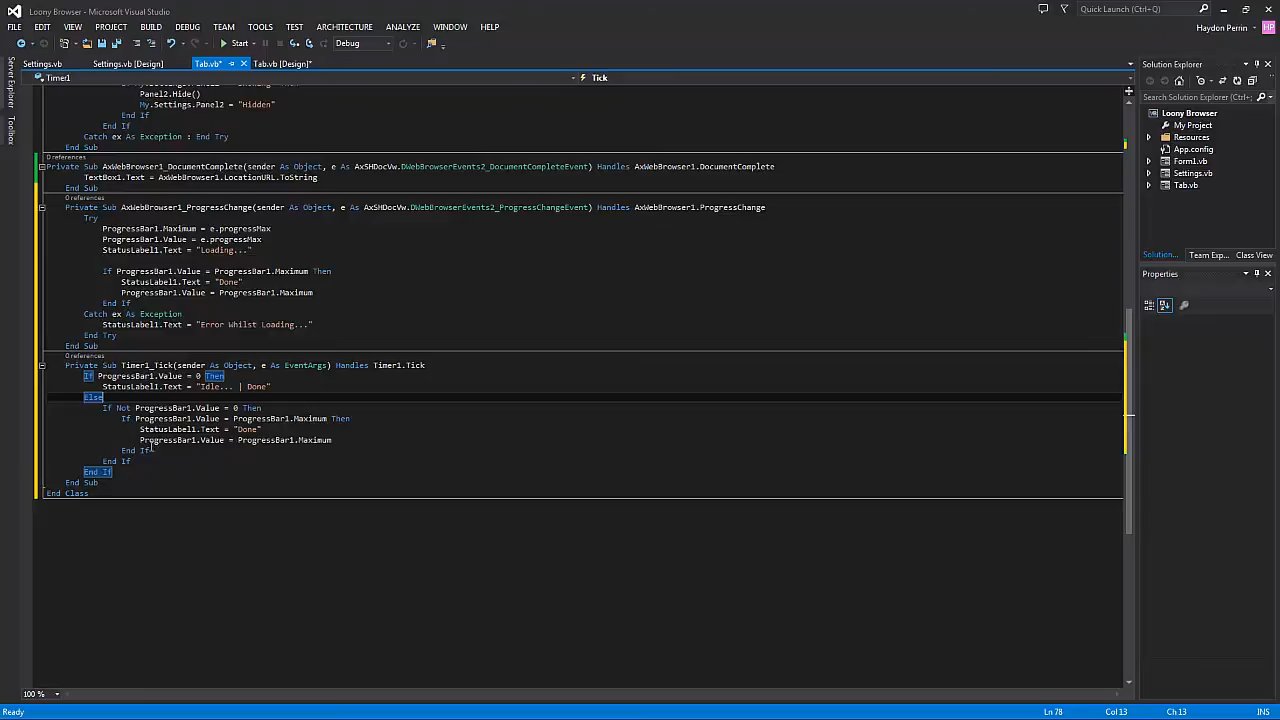 Loony Browser - Microsoft Visual Studio
Quick Launch (Ctrl+Q)
FILE EDIT VIEW PROJECT BUILD DEBUG TEAM TOOLS TEST ARCHITECTURE ANALYZE WINDOW HELP
Haydon Perrin HP
Start Debug
Settings.vb Settings.vb [Design] Tab.vb* Tab.vb [Design]*
Timer1 Tick
Server Explorer
Toolbox
Panel2.Hide()
My.Settings.Panel2 = "Hidden"
End If
End If
Catch ex As Exception : End Try
End Sub
0 references
Private Sub AxWebBrowser1_DocumentComplete(sender As Object, e As AxSHDocVw.DWebBrowserEvents2_DocumentCompleteEvent) Handles AxWebBrowser1.DocumentComplete
TextBox1.Text = AxWebBrowser1.LocationURL.ToString
End Sub
0 references
Private Sub AxWebBrowser1_ProgressChange(sender As Object, e As AxSHDocVw.DWebBrowserEvents2_ProgressChangeEvent) Handles AxWebBrowser1.ProgressChange
Try
ProgressBar1.Maximum = e.progressMax
ProgressBar1.Value = e.progressMax
StatusLabel1.Text = "Loading..."
If ProgressBar1.Value = ProgressBar1.Maximum Then
StatusLabel1.Text = "Done"
ProgressBar1.Value = ProgressBar1.Maximum
End If
Catch ex As Exception
StatusLabel1.Text = "Error Whilst Loading..."
End Try
End Sub
0 references
Private Sub Timer1_Tick(sender As Object, e As EventArgs) Handles Timer1.Tick
If ProgressBar1.Value = 0 Then
StatusLabel1.Text = "Idle... | Done"
Else
If Not ProgressBar1.Value = 0 Then
If ProgressBar1.Value = ProgressBar1.Maximum Then
StatusLabel1.Text = "Done"
ProgressBar1.Value = ProgressBar1.Maximum
End If
End If
End If
End Sub
End Class
Solution Explorer
Search Solution Explorer (Ctrl+;)
Loony Browser
My Project
Resources
App.config
Form1.vb
Settings.vb
Tab.vb
Solution... Team Exp... Class View
Properties
100 %
Ready Ln 78 Col 13 Ch 13 INS